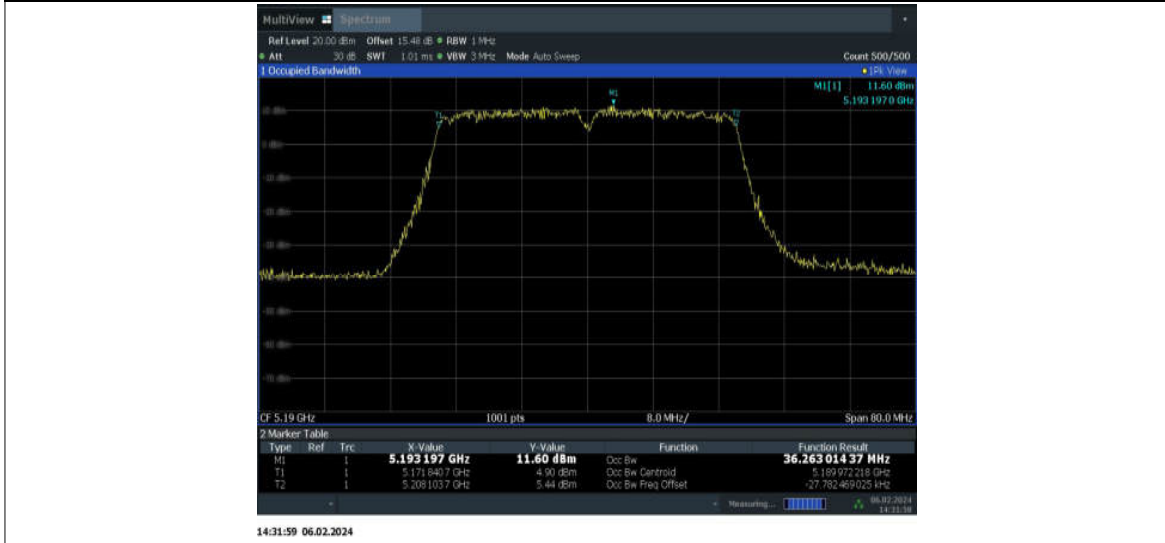 MultiView Spectrum
Ref Level 20.00 dBm Offset 15.48 dB RBW 1 MHz
Att 30 dB SWT 1.01 ms VBW 3 MHz Mode Auto Sweep Count 500/500
1 Occupied Bandwidth 1Pk View
M1[1] 11.60 dBm
5.193 197 0 GHz
M1
T1
T2
CF 5.19 GHz 1001 pts 8.0 MHz/ Span 80.0 MHz
2 Marker Table
Type Ref Trc X-Value Y-Value Function Function Result
M1 1 5.193 197 GHz 11.60 dBm Occ Bw 36.263 014 37 MHz
T1 1 5.171 840 7 GHz 4.90 dBm Occ Bw Centroid 5.189 972 218 GHz
T2 1 5.208 103 7 GHz 5.44 dBm Occ Bw Freq Offset -27.782 469 025 kHz
Measuring... 06.02.2024
14:31:59 06.02.2024